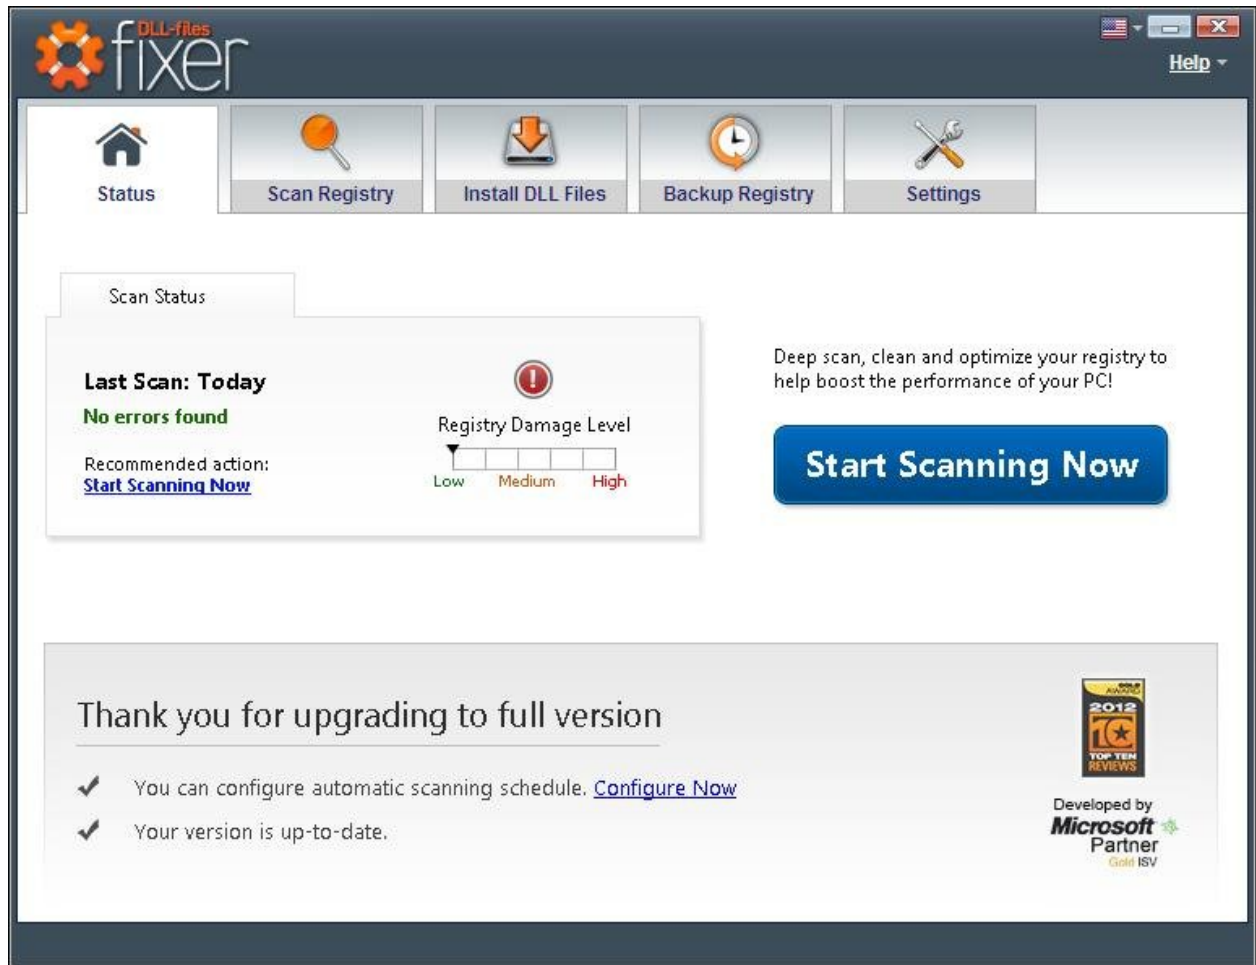 DLL-files
fixer
Help
Status
Scan Registry
Install DLL Files
Backup Registry
Settings
Scan Status
Last Scan: Today
No errors found
Recommended action:
Start Scanning Now
Registry Damage Level
Low Medium High
Deep scan, clean and optimize your registry to
help boost the performance of your PC!
Start Scanning Now
Thank you for upgrading to full version
You can configure automatic scanning schedule. Configure Now
Your version is up-to-date.
GOLD
AWARD
2012
10
TOP TEN
REVIEWS
Developed by
Microsoft
Partner
Gold ISV